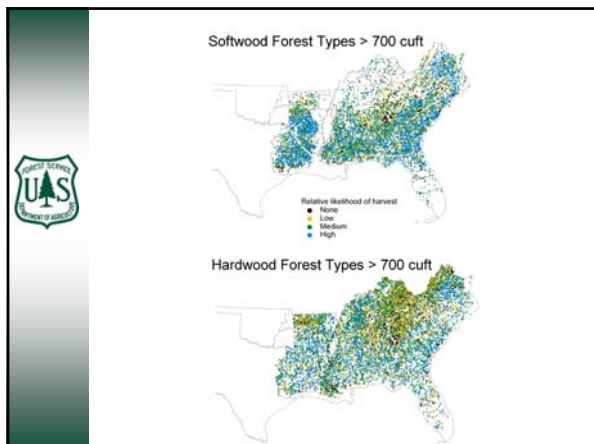 Softwood Forest Types > 700 cuft
FOREST SERVICE
U S
DEPARTMENT OF AGRICULTURE
Relative likelihood of harvest
None
Low
Medium
High
Hardwood Forest Types > 700 cuft